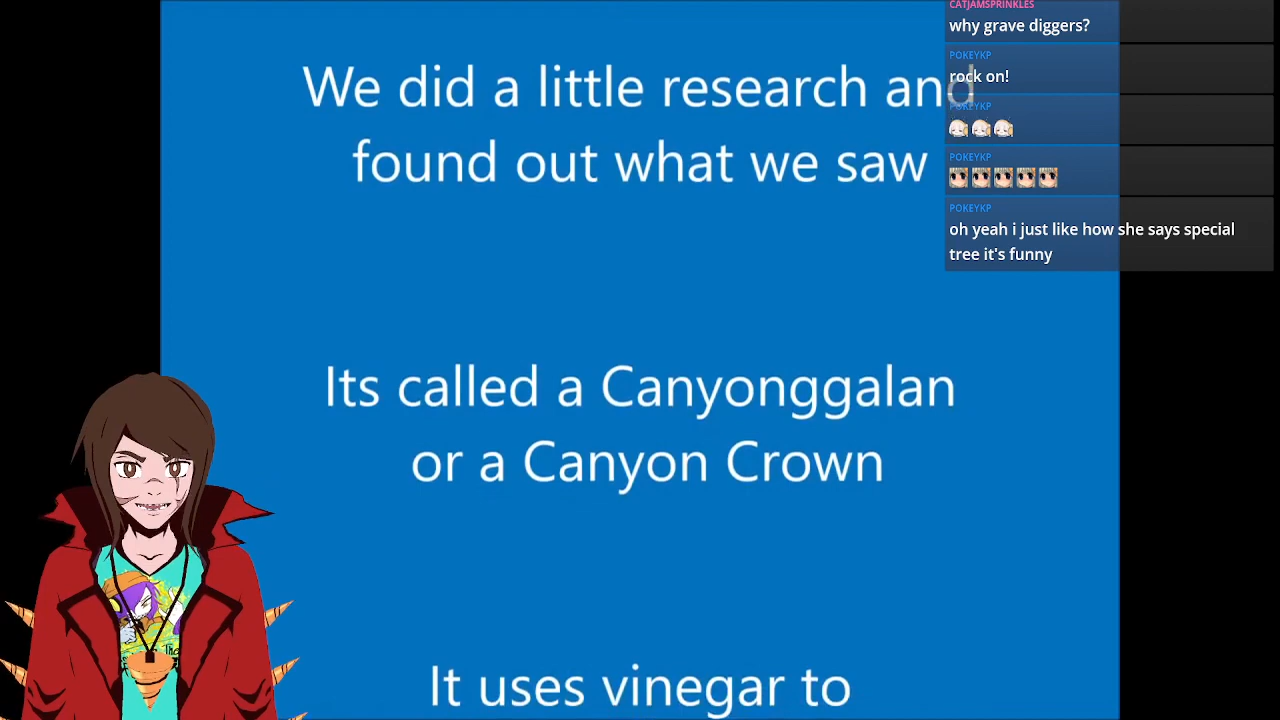 We did a little research and
found out what we saw
Its called a Canyonggalan
or a Canyon Crown
It uses vinegar to
CATJAMSPRINKLES
why grave diggers?
POKEYKP
rock on!
POKEYKP
POKEYKP
POKEYKP
oh yeah i just like how she says special
tree it's funny